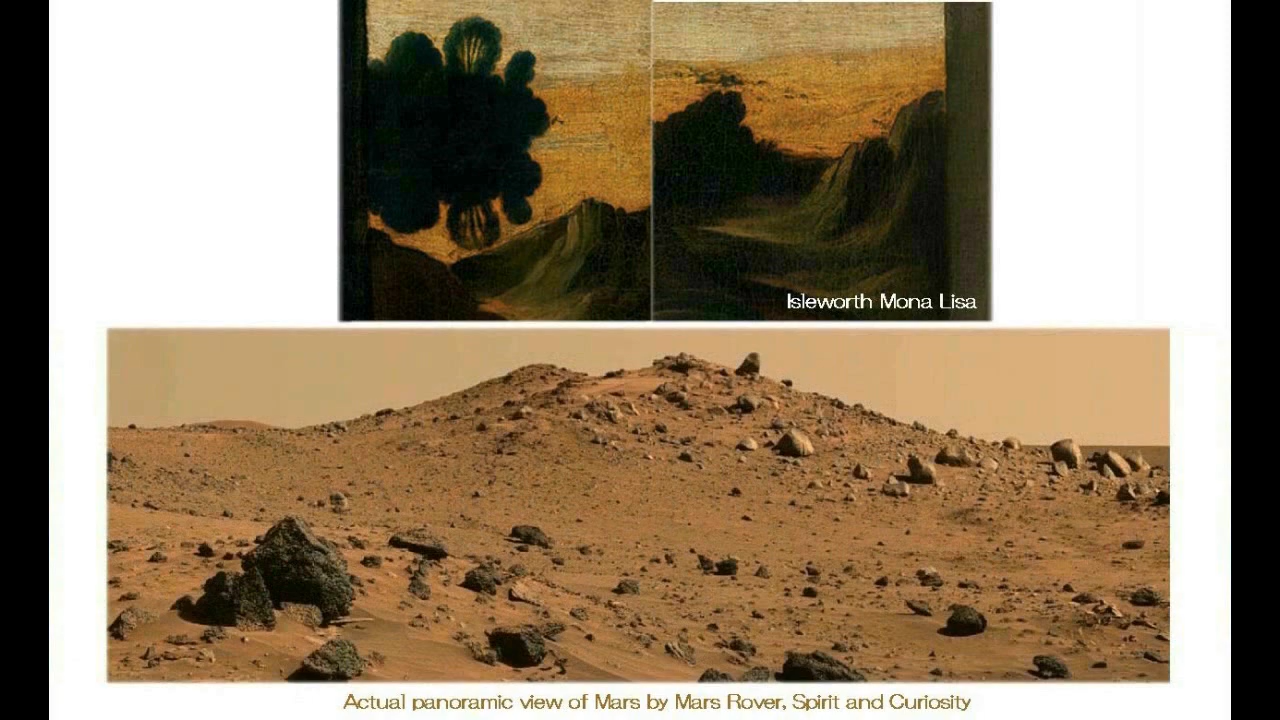 Isleworth Mona Lisa
Actual panoramic view of Mars by Mars Rover, Spirit and Curiosity